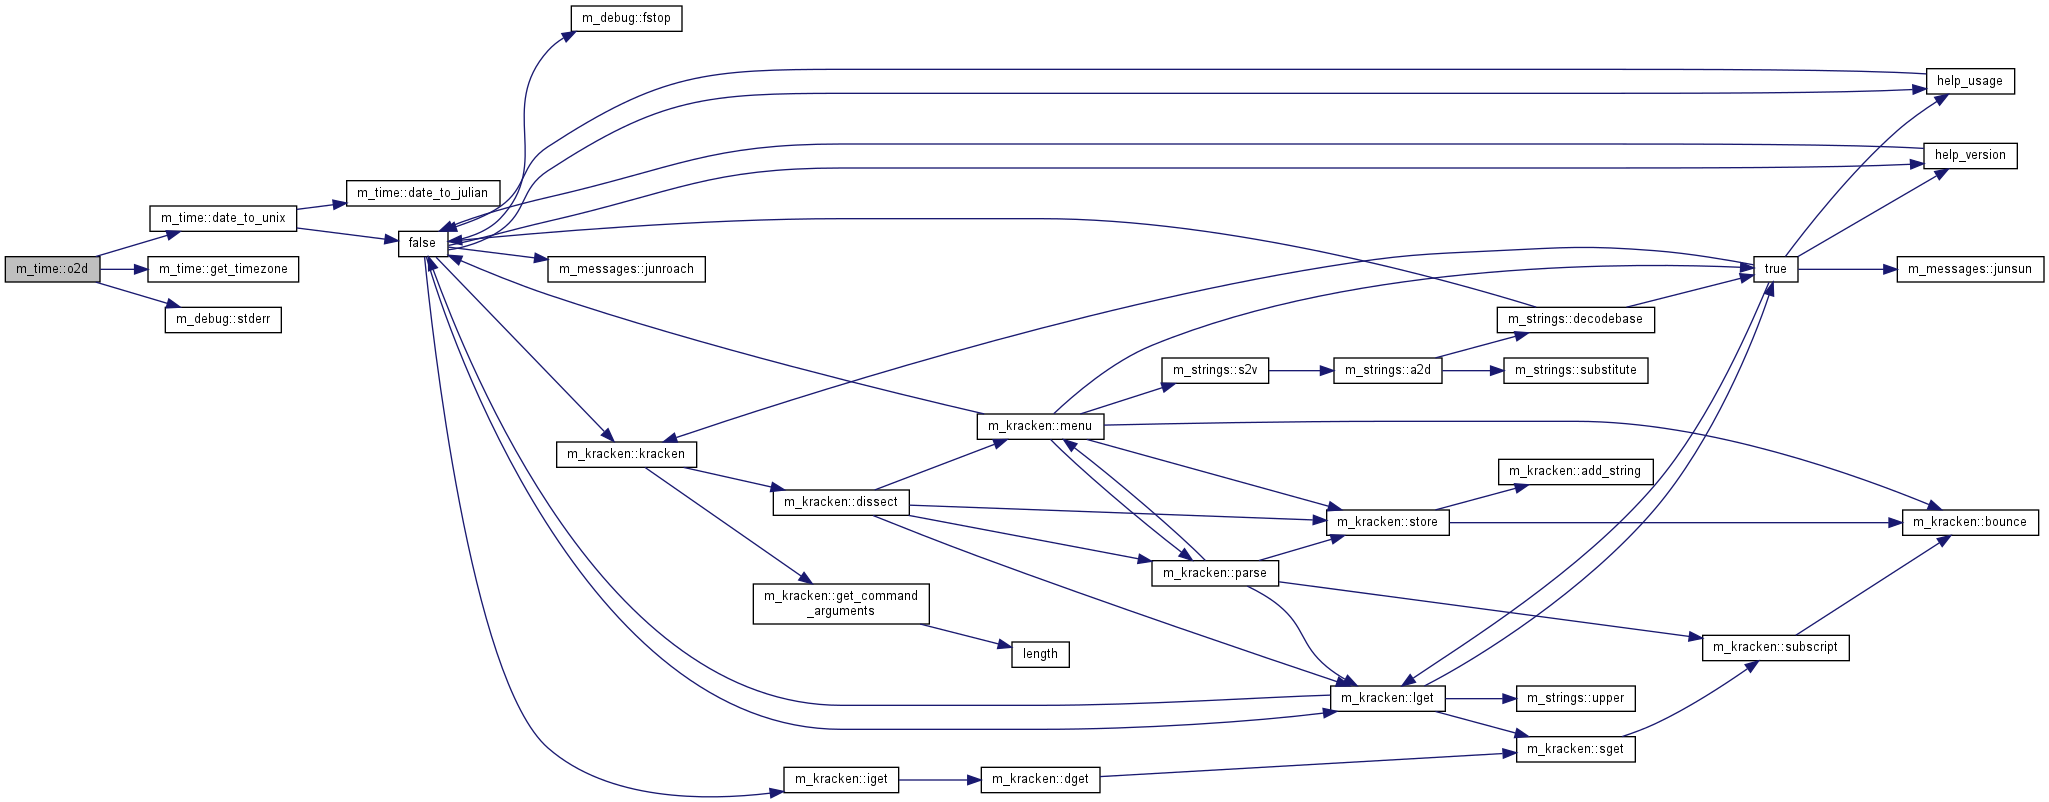 m_debug::fstop
help_usage
help_version
m_time::date_to_julian
m_time::date_to_unix
false
m_time::o2d
m_time::get_timezone
m_messages::junroach
true
m_messages::junsun
m_debug::stderr
m_strings::decodebase
m_strings::s2v
m_strings::a2d
m_strings::substitute
m_kracken::menu
m_kracken::kracken
m_kracken::add_string
m_kracken::dissect
m_kracken::store
m_kracken::bounce
m_kracken::parse
m_kracken::get_command
_arguments
length
m_kracken::subscript
m_kracken::lget
m_strings::upper
m_kracken::sget
m_kracken::iget
m_kracken::dget